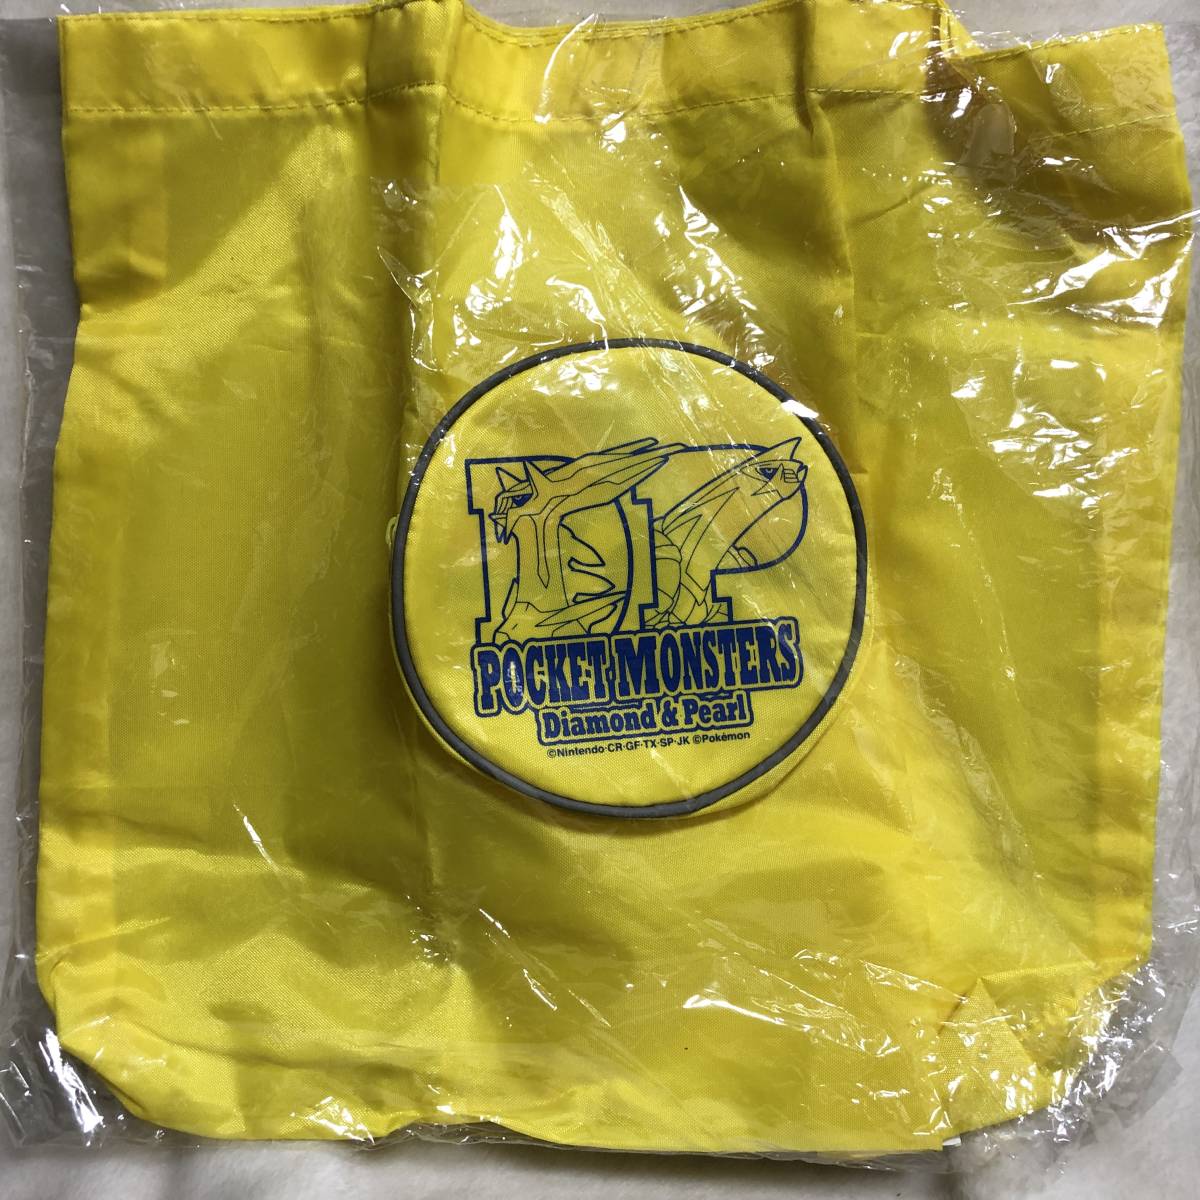 DP
POCKET MONSTERS
Diamond & Pearl
©Nintendo·CR·GF·TX·SP·JK ©Pokémon